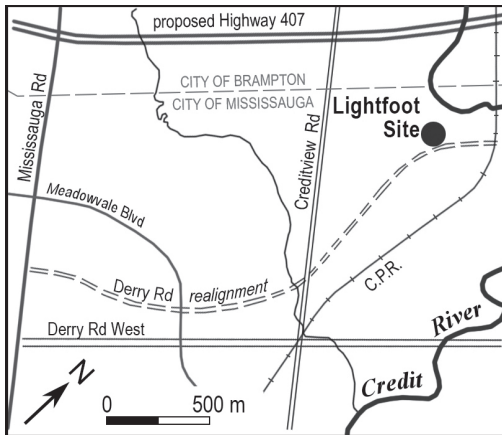 proposed Highway 407
CITY OF BRAMPTON
CITY OF MISSISSAUGA
Lightfoot
Site
Mississauga Rd
Creditview Rd
Meadowvale Blvd
C.P.R.
Derry Rd realignment
River
Derry Rd West
Credit
N
0 500 m